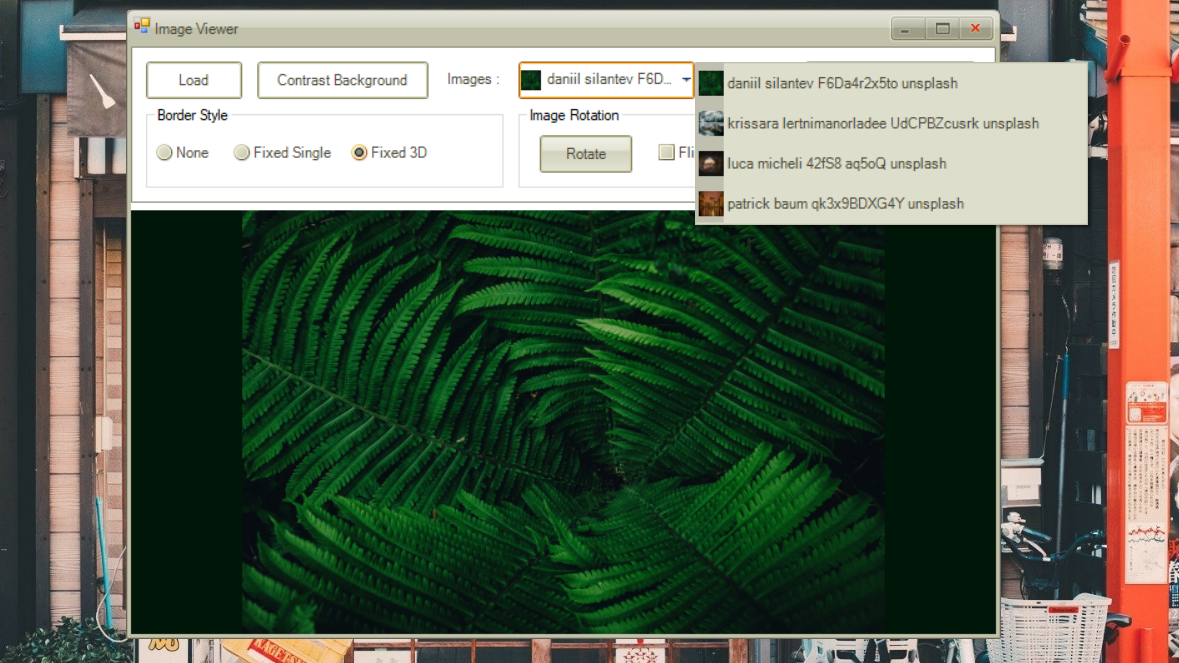 Image Viewer
Load
Contrast Background
Images :
daniil silantev F6D...
daniil silantev F6Da4r2x5to unsplash
krissara lertnimanorladee UdCPBZcusrk unsplash
luca micheli 42fS8 aq5oQ unsplash
patrick baum qk3x9BDXG4Y unsplash
Border Style
None
Fixed Single
Fixed 3D
Image Rotation
Rotate
Fli